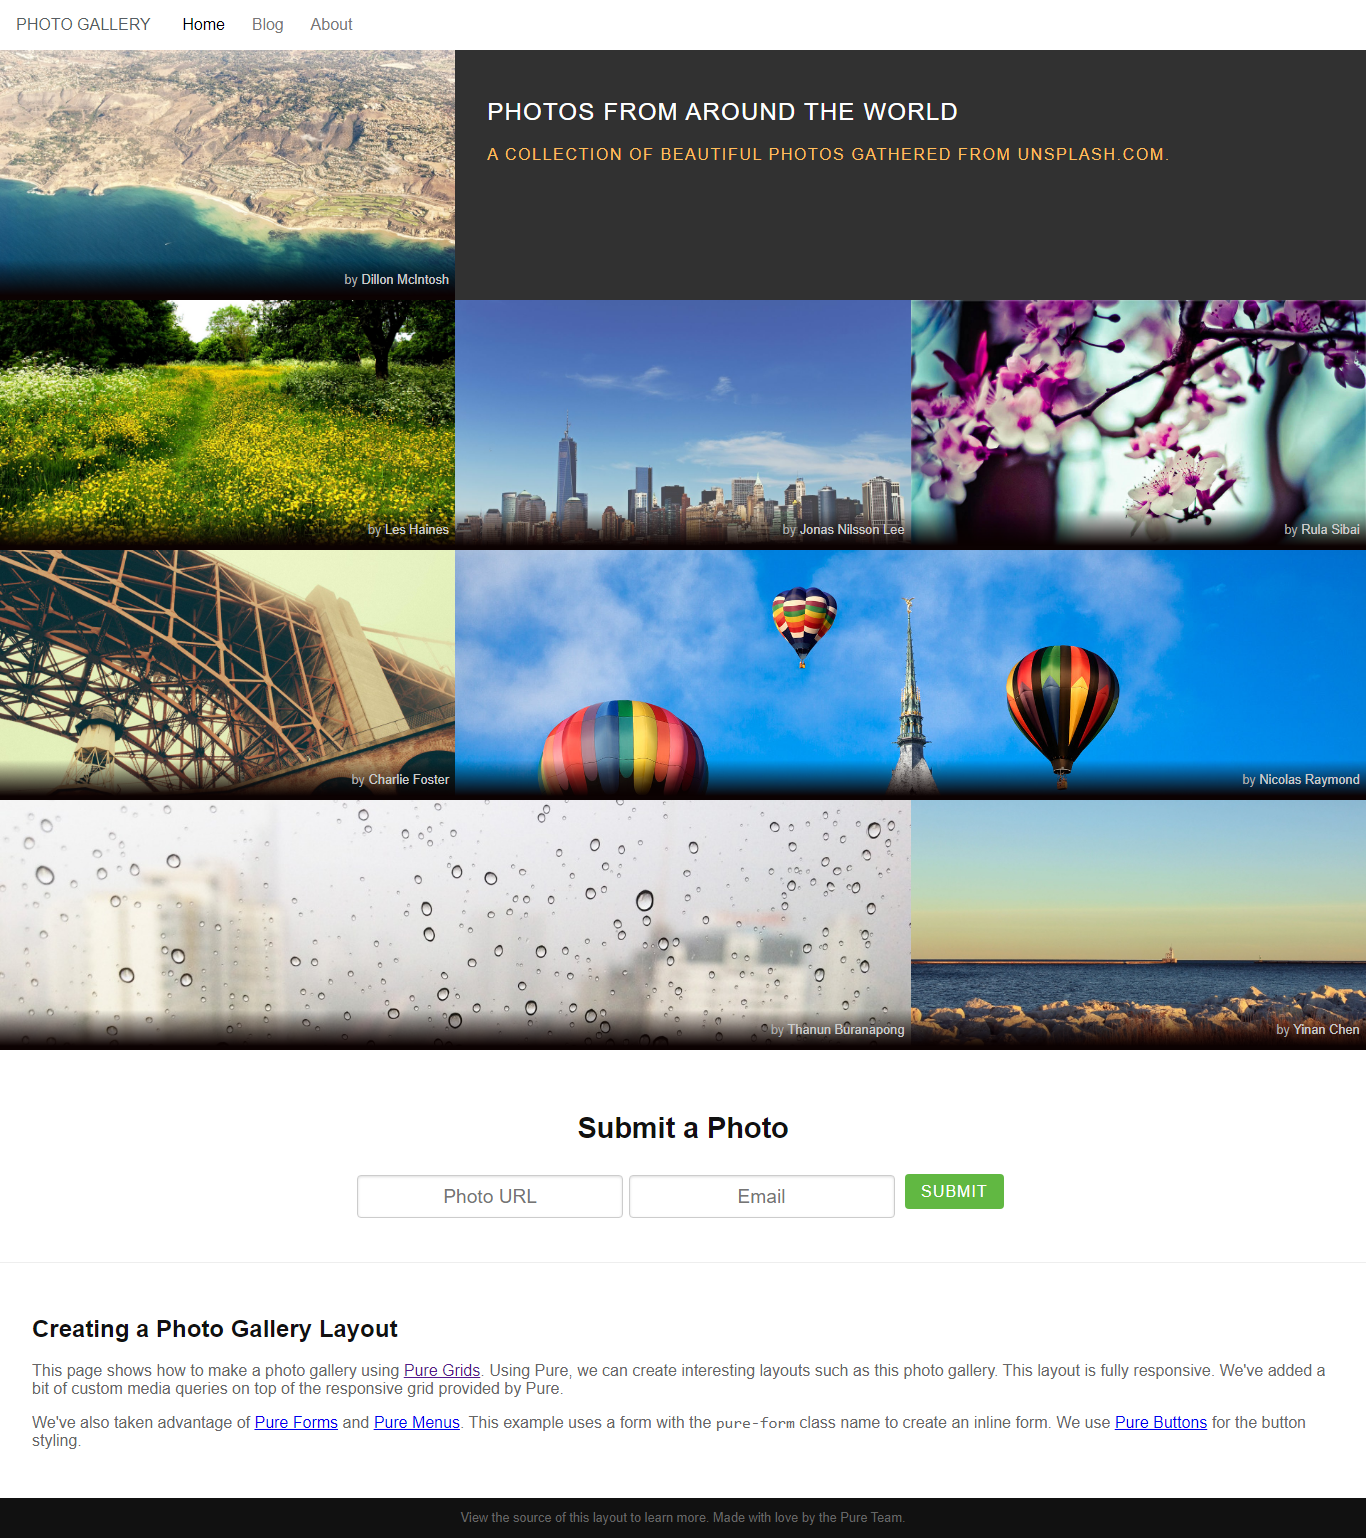 PHOTO GALLERY Home Blog About
PHOTOS FROM AROUND THE WORLD
A COLLECTION OF BEAUTIFUL PHOTOS GATHERED FROM UNSPLASH.COM.
by Dillon McIntosh
by Les Haines
by Jonas Nilsson Lee
by Rula Sibai
by Charlie Foster
by Nicolas Raymond
by Thanun Buranapong
by Yinan Chen
Submit a Photo
Photo URL Email SUBMIT
Creating a Photo Gallery Layout
This page shows how to make a photo gallery using Pure Grids. Using Pure, we can create interesting layouts such as this photo gallery. This layout is fully responsive. We've added a
bit of custom media queries on top of the responsive grid provided by Pure.
We've also taken advantage of Pure Forms and Pure Menus. This example uses a form with the pure-form class name to create an inline form. We use Pure Buttons for the button
styling.
View the source of this layout to learn more. Made with love by the Pure Team.